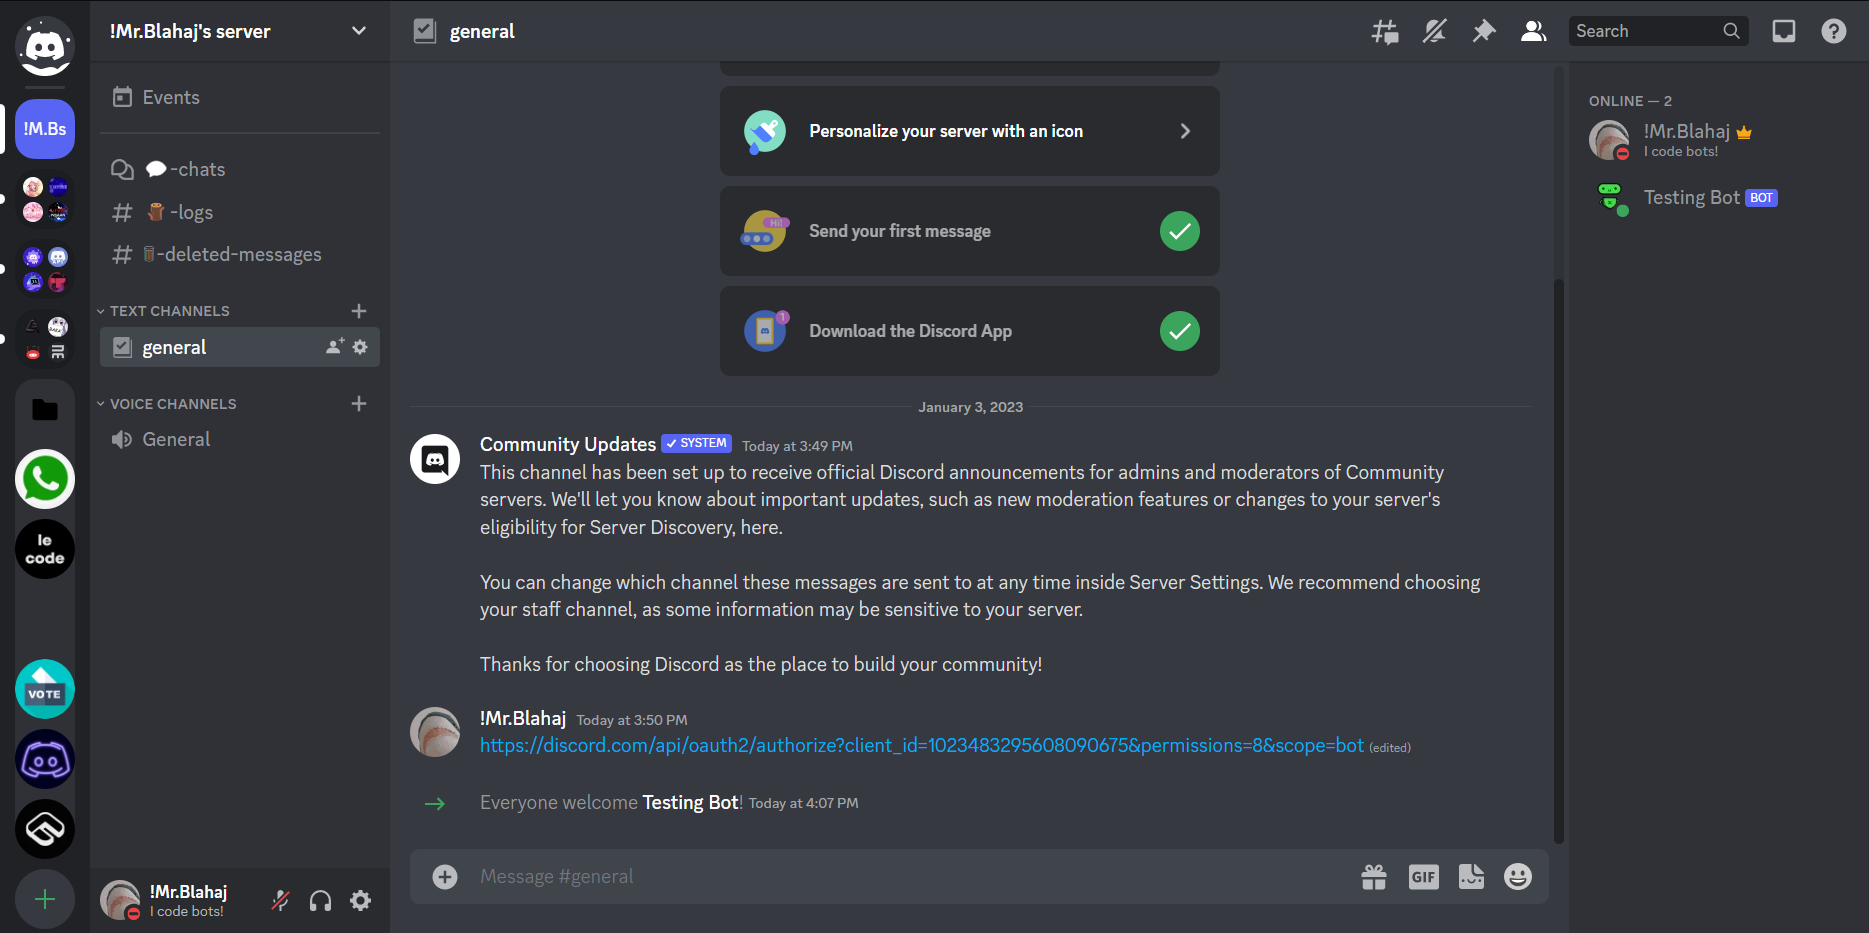 !Mr.Blahaj's server
!M.Bs
le
code
VOTE
Events
-chats
-logs
-deleted-messages
TEXT CHANNELS
general
VOICE CHANNELS
General
!Mr.Blahaj
I code bots!
general
Search
Personalize your server with an icon
Hi!
Send your first message
1
Download the Discord App
January 3, 2023
Community Updates SYSTEM Today at 3:49 PM
This channel has been set up to receive official Discord announcements for admins and moderators of Community
servers. We'll let you know about important updates, such as new moderation features or changes to your server's
eligibility for Server Discovery, here.
You can change which channel these messages are sent to at any time inside Server Settings. We recommend choosing
your staff channel, as some information may be sensitive to your server.
Thanks for choosing Discord as the place to build your community!
!Mr.Blahaj Today at 3:50 PM
https://discord.com/api/oauth2/authorize?client_id=1023483295608090675&permissions=8&scope=bot (edited)
Everyone welcome Testing Bot! Today at 4:07 PM
Message #general
GIF
ONLINE — 2
!Mr.Blahaj
I code bots!
Testing Bot BOT